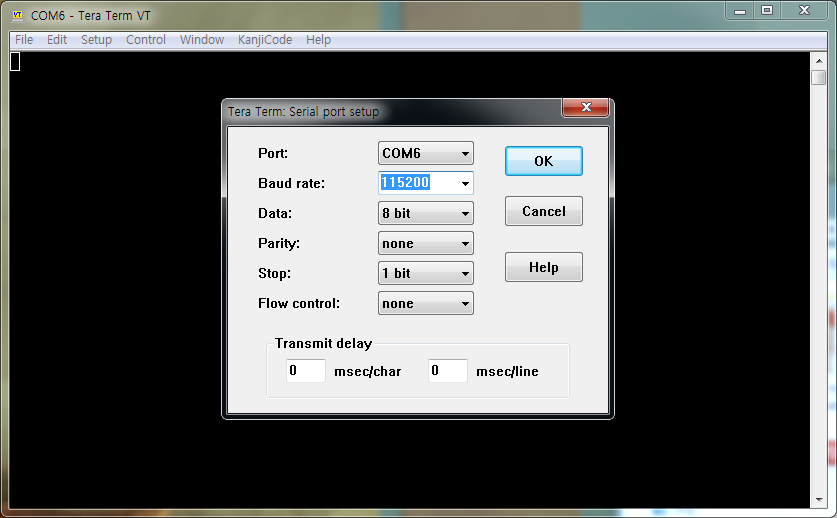 VT COM6 - Tera Term VT
File Edit Setup Control Window KanjiCode Help
Tera Term: Serial port setup
Port: COM6 OK
Baud rate: 115200
Data: 8 bit Cancel
Parity: none
Stop: 1 bit Help
Flow control: none
Transmit delay
0 msec/char 0 msec/line